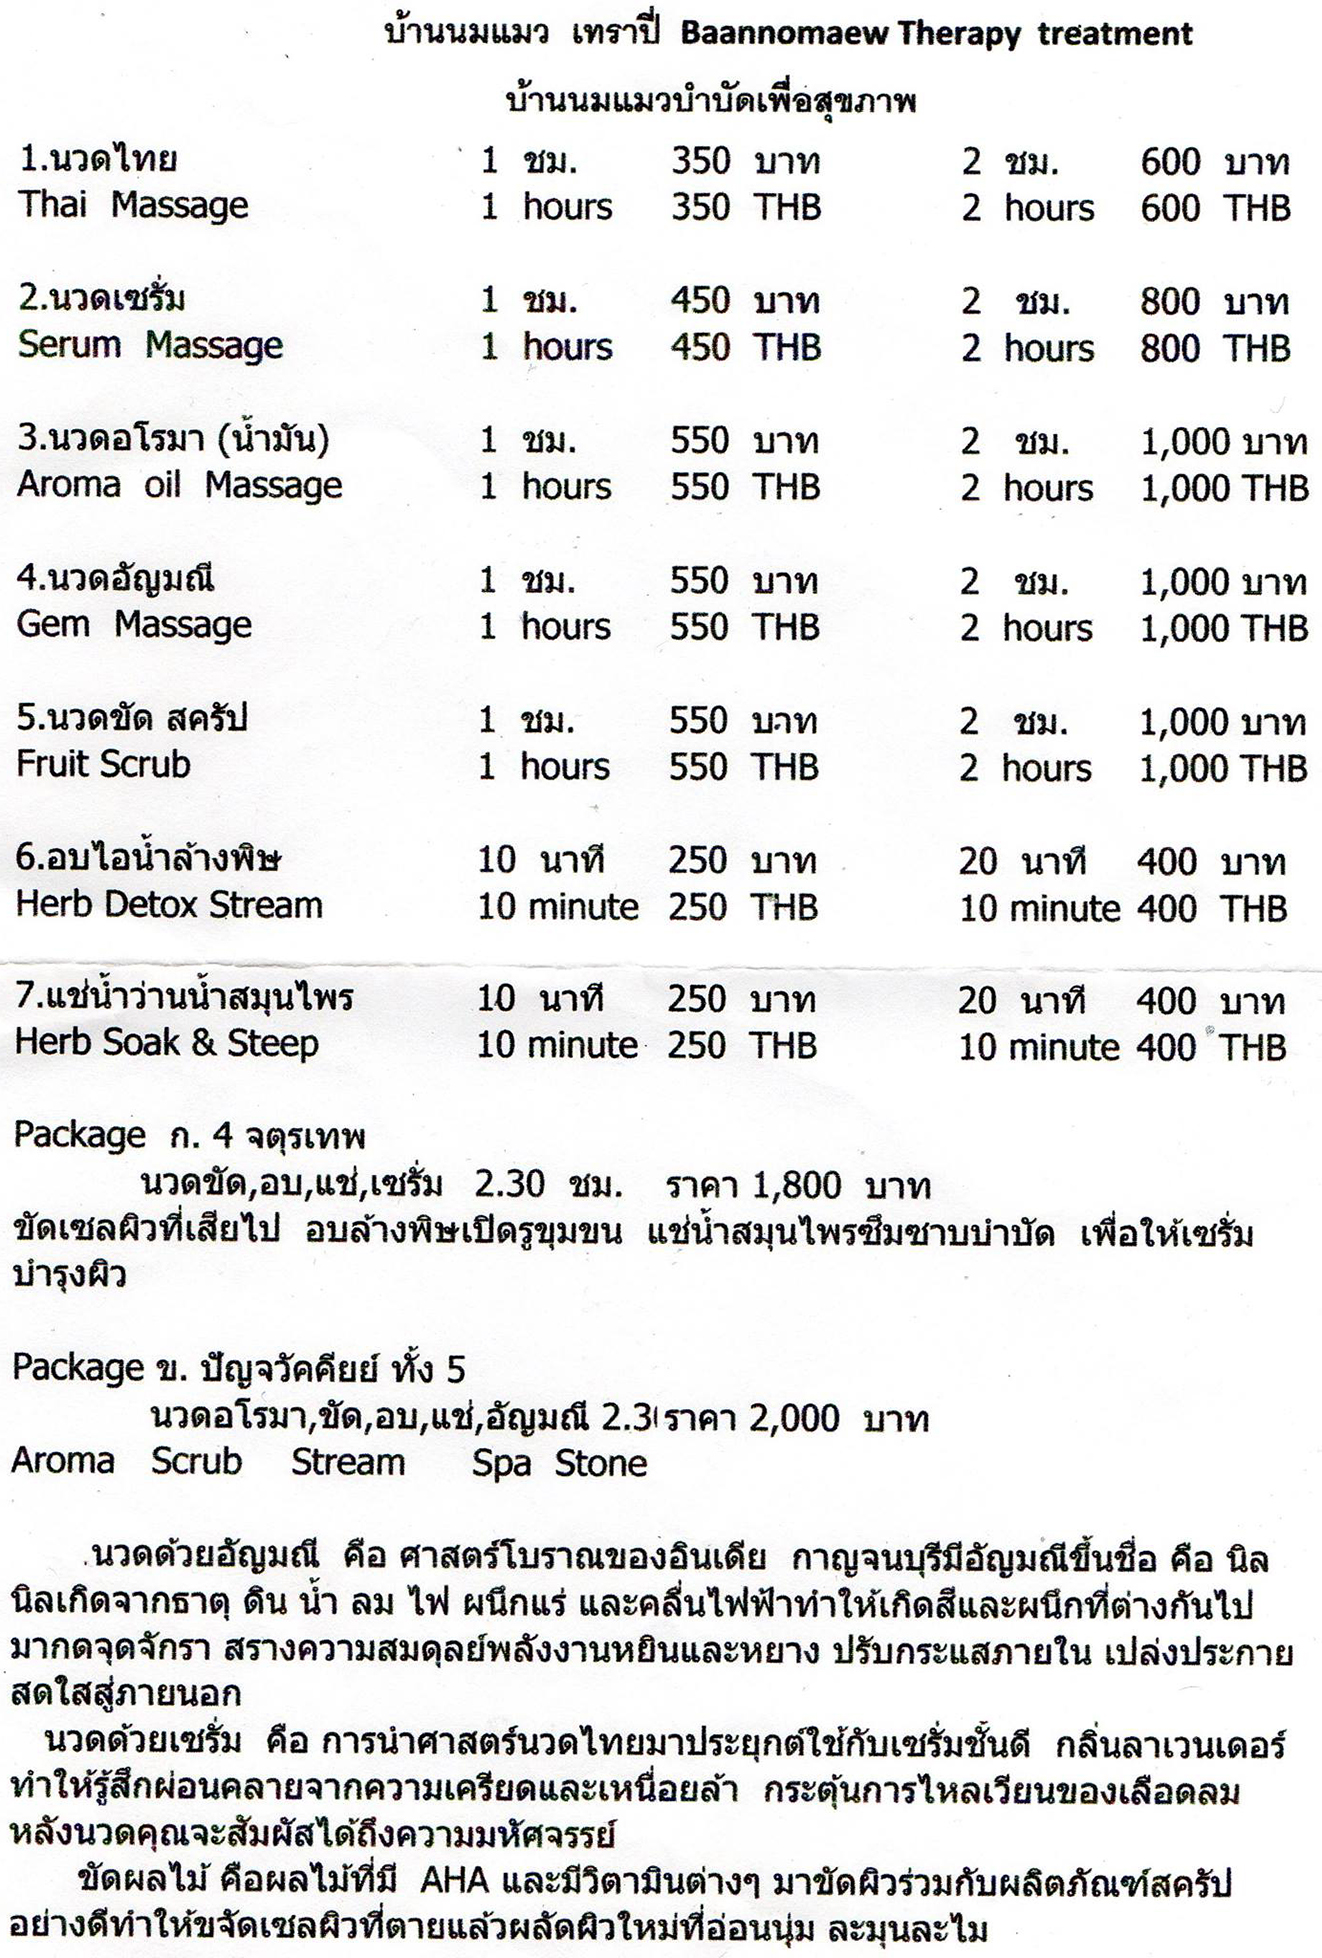 บ้านนมแมว เทราปี่ Baannomaew Therapy treatment
บ้านนมแมวบำบัดเพื่อสุขภาพ
1.นวดไทย 1 ชม. 350 บาท 2 ชม. 600 บาท
Thai Massage 1 hours 350 THB 2 hours 600 THB
2.นวดเซรั่ม 1 ชม. 450 บาท 2 ชม. 800 บาท
Serum Massage 1 hours 450 THB 2 hours 800 THB
3.นวดอโรมา (น้ำมัน) 1 ชม. 550 บาท 2 ชม. 1,000 บาท
Aroma oil Massage 1 hours 550 THB 2 hours 1,000 THB
4.นวดอัญมณี 1 ชม. 550 บาท 2 ชม. 1,000 บาท
Gem Massage 1 hours 550 THB 2 hours 1,000 THB
5.นวดขัด สครัป 1 ชม. 550 บาท 2 ชม. 1,000 บาท
Fruit Scrub 1 hours 550 THB 2 hours 1,000 THB
6.อบไอน้ำล้างพิษ 10 นาที 250 บาท 20 นาที 400 บาท
Herb Detox Stream 10 minute 250 THB 10 minute 400 THB
7.แช่น้ำว่านน้ำสมุนไพร 10 นาที 250 บาท 20 นาที 400 บาท
Herb Soak & Steep 10 minute 250 THB 10 minute 400 THB
Package ก. 4 จตุรเทพ
นวดขัด,อบ,แช่,เซรั่ม 2.30 ชม. ราคา 1,800 บาท
ขัดเซลผิวที่เสียไป อบล้างพิษเปิดรูขุมขน แช่น้ำสมุนไพรซึมซาบบำบัด เพื่อให้เซรั่ม
บำรุงผิว
Package ข. ปัญจวัคคียย์ ทั้ง 5
นวดอโรมา,ขัด,อบ,แช่,อัญมณี 2.3 ราคา 2,000 บาท
Aroma Scrub Stream Spa Stone
นวดด้วยอัญมณี คือ ศาสตร์โบราณของอินเดีย กาญจนบุรีมีอัญมณีขึ้นชื่อ คือ นิล
นิลเกิดจากธาตุ ดิน น้ำ ลม ไฟ ผนึกแร่ และคลื่นไฟฟ้าทำให้เกิดสีและผนึกที่ต่างกันไป
มากดจุดจักรา สรางความสมดุลย์พลังงานหยินและหยาง ปรับกระแสภายใน เปล่งประกาย
สดใสสู่ภายนอก
นวดด้วยเซรั่ม คือ การนำศาสตร์นวดไทยมาประยุกต์ใช้กับเซรั่มชั้นดี กลิ่นลาเวนเดอร์
ทำให้รู้สึกผ่อนคลายจากความเครียดและเหนื่อยล้า กระตุ้นการไหลเวียนของเลือดลม
หลังนวดคุณจะสัมผัสได้ถึงความมหัศจรรย์
ขัดผลไม้ คือผลไม้ที่มี AHA และมีวิตามินต่างๆ มาขัดผิวร่วมกับผลิตภัณฑ์สครัป
อย่างดีทำให้ขจัดเซลผิวที่ตายแล้วผลัดผิวใหม่ที่อ่อนนุ่ม ละมุนละไม